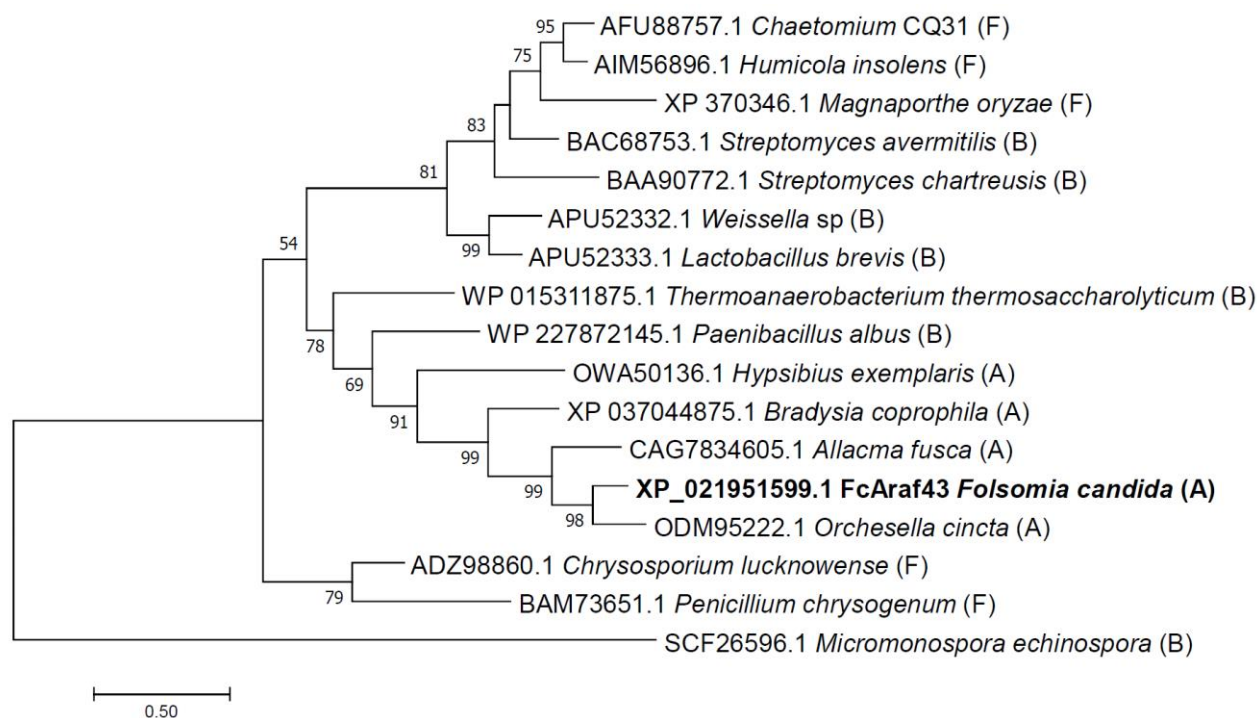 95
AFU88757.1 Chaetomium CQ31 (F)
75
AIM56896.1 Humicola insolens (F)
XP 370346.1 Magnaporthe oryzae (F)
83
BAC68753.1 Streptomyces avermitilis (B)
81
BAA90772.1 Streptomyces chartreusis (B)
APU52332.1 Weissella sp (B)
54
99
APU52333.1 Lactobacillus brevis (B)
WP 015311875.1 Thermoanaerobacterium thermosaccharolyticum (B)
78
WP 227872145.1 Paenibacillus albus (B)
69
OWA50136.1 Hypsibius exemplaris (A)
91
XP 037044875.1 Bradysia coprophila (A)
99
CAG7834605.1 Allacma fusca (A)
99
XP_021951599.1 FcAraf43 Folsomia candida (A)
98
ODM95222.1 Orchesella cincta (A)
ADZ98860.1 Chrysosporium lucknowense (F)
79
BAM73651.1 Penicillium chrysogenum (F)
SCF26596.1 Micromonospora echinospora (B)
0.50